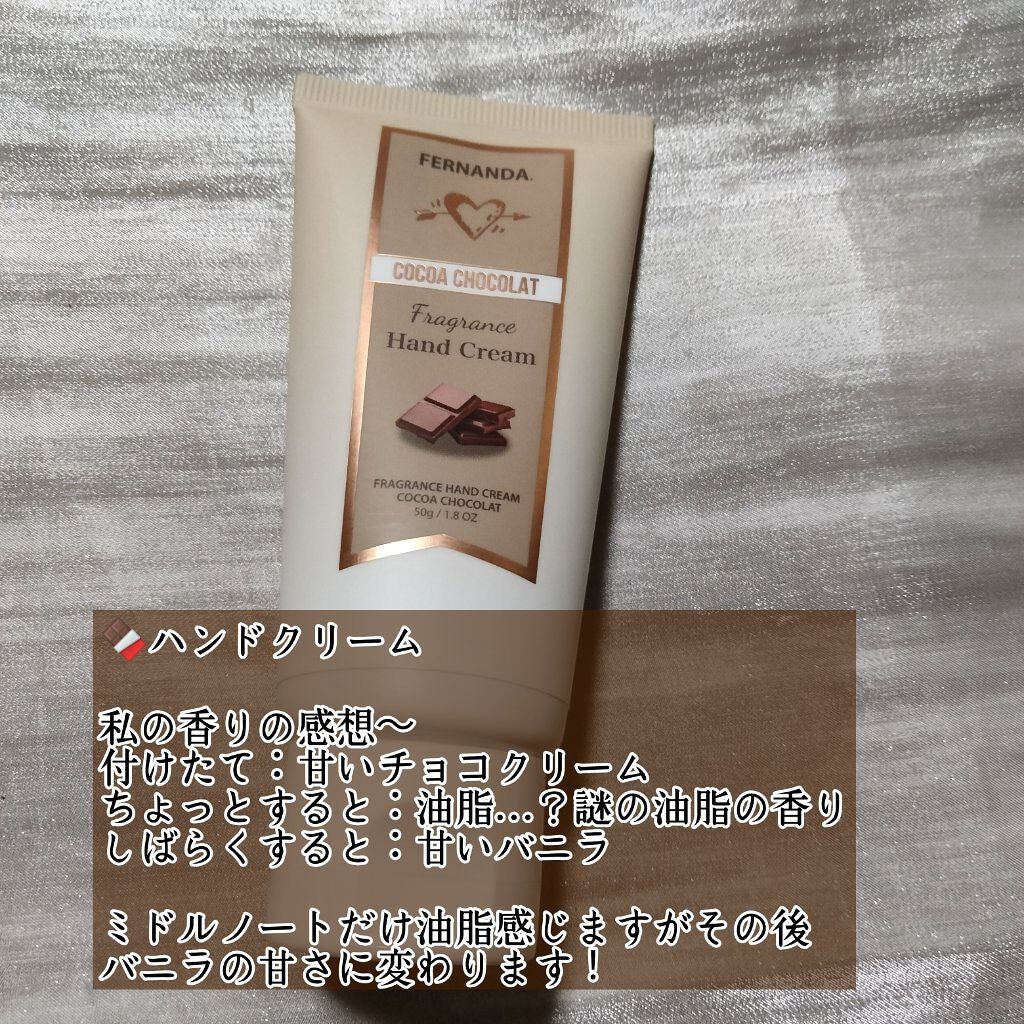 FERNANDA.
COCOA CHOCOLAT
Fragrance
Hand Cream
FRAGRANCE HAND CREAM
COCOA CHOCOLAT
50g / 1.8 OZ
🍫ハンドクリーム
私の香りの感想〜
付けたて：甘いチョコクリーム
ちょっとすると：油脂...？謎の油脂の香り
しばらくすると：甘いバニラ
ミドルノートだけ油脂感じますがその後
バニラの甘さに変わります！